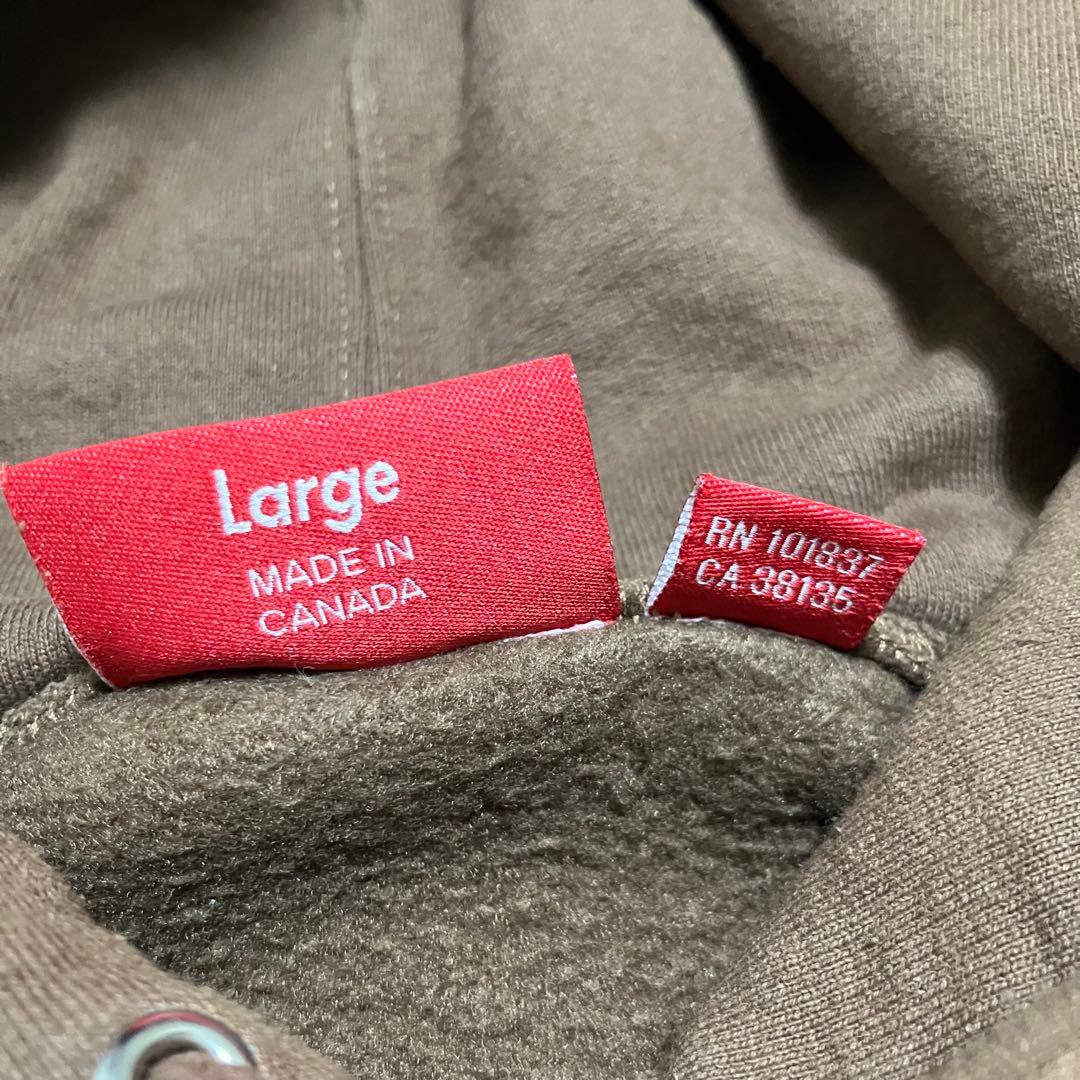 Large
MADE IN
CANADA
RN 101837
CA 38135